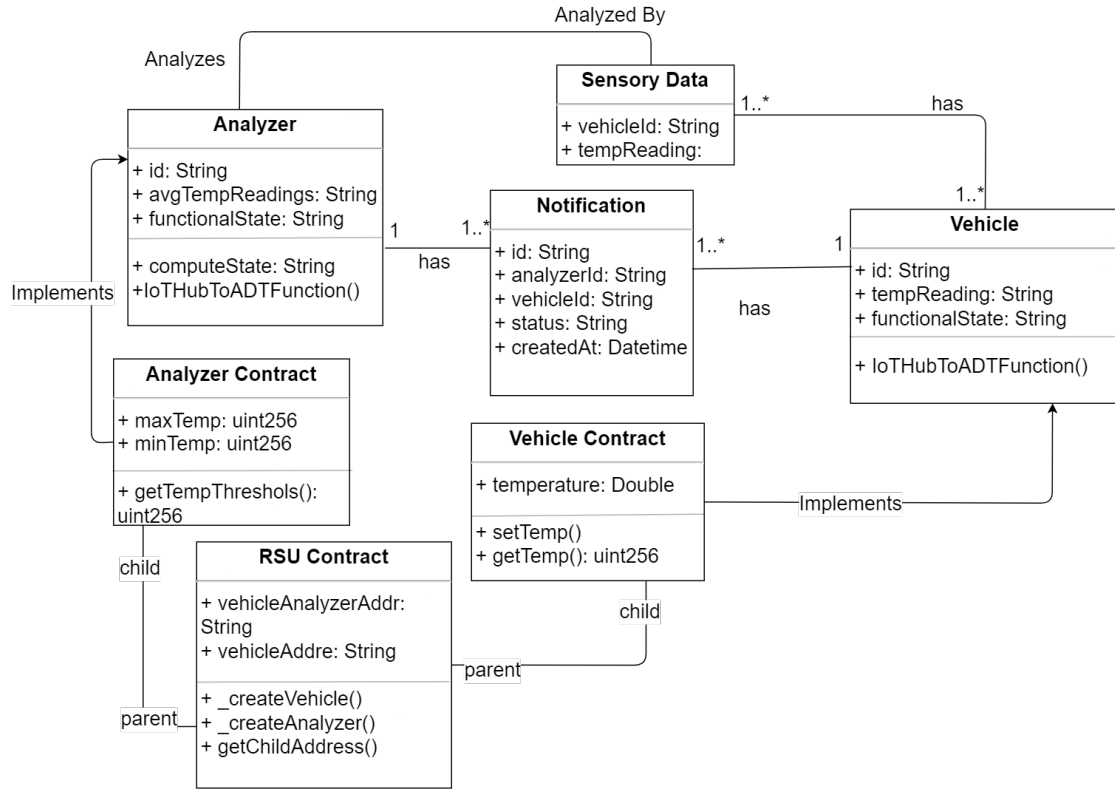 Analyzed By
Analyzes
Sensory Data
+ vehicleId: String
+ tempReading:
1..*
has
1..*
Analyzer
+ id: String
+ avgTempReadings: String
+ functionalState: String
+ computeState: String
+IoTHubToADTFunction()
1
has
1..*
Notification
+ id: String
+ analyzerId: String
+ vehicleId: String
+ status: String
+ createdAt: Datetime
1..*
has
1
Vehicle
+ id: String
+ tempReading: String
+ functionalState: String
+ IoTHubToADTFunction()
Implements
Analyzer Contract
+ maxTemp: uint256
+ minTemp: uint256
+ getTempThreshols():
uint256
Vehicle Contract
+ temperature: Double
+ setTemp()
+ getTemp(): uint256
Implements
child
child
RSU Contract
+ vehicleAnalyzerAddr:
String
+ vehicleAddre: String
+ _createVehicle()
+ _createAnalyzer()
+ getChildAddress()
parent
parent